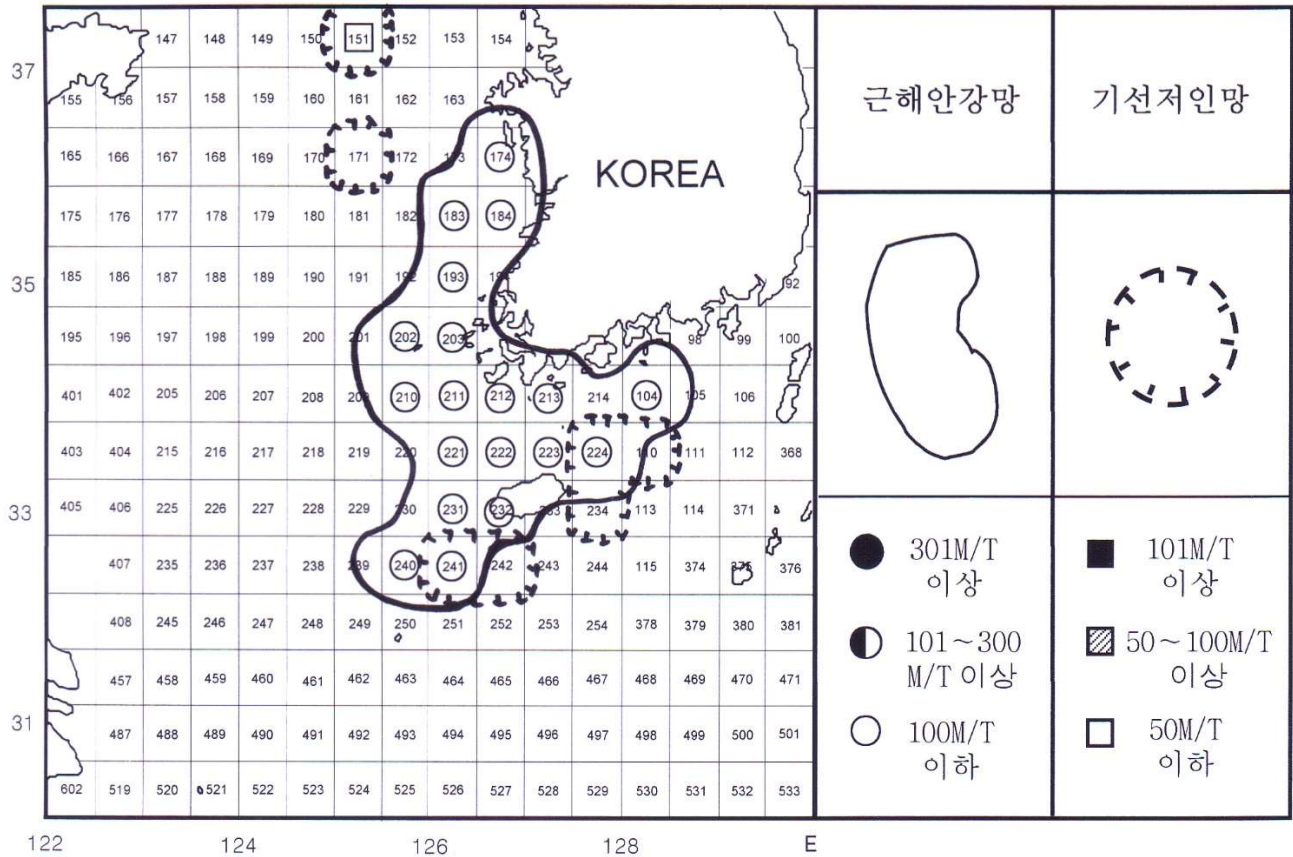 147 148 149 150 151 152 153 154
37
155 156 157 158 159 160 161 162 163
165 166 167 168 169 170 171 172 173 174
KOREA
175 176 177 178 179 180 181 182 183 184
35
185 186 187 188 189 190 191 192 193 92
195 196 197 198 199 200 201 202 203 98 99 100
401 402 205 206 207 208 209 210 211 212 213 214 104 105 106
403 404 215 216 217 218 219 220 221 222 223 224 110 111 112 368
33
405 406 225 226 227 228 229 230 231 232 233 234 113 114 371
407 235 236 237 238 239 240 241 242 243 244 115 374 375 376
408 245 246 247 248 249 250 251 252 253 254 378 379 380 381
457 458 459 460 461 462 463 464 465 466 467 468 469 470 471
31
487 488 489 490 491 492 493 494 495 496 497 498 499 500 501
602 519 520 521 522 523 524 525 526 527 528 529 530 531 532 533
122 124 126 128 E
근해안강망
기선저인망
301M/T
이상
101～300
M/T 이상
100M/T
이하
101M/T
이상
50～100M/T
이상
50M/T
이하